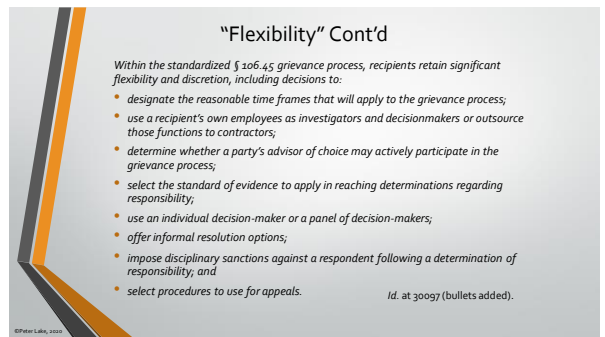 “Flexibility” Cont’d
Within the standardized § 106.45 grievance process, recipients retain significant
flexibility and discretion, including decisions to:
• designate the reasonable time frames that will apply to the grievance process;
• use a recipient’s own employees as investigators and decisionmakers or outsource
those functions to contractors;
• determine whether a party’s advisor of choice may actively participate in the
grievance process;
• select the standard of evidence to apply in reaching determinations regarding
responsibility;
• use an individual decision-maker or a panel of decision-makers;
• offer informal resolution options;
• impose disciplinary sanctions against a respondent following a determination of
responsibility; and
• select procedures to use for appeals.
Id. at 30097 (bullets added).
©Peter Lake, 2020